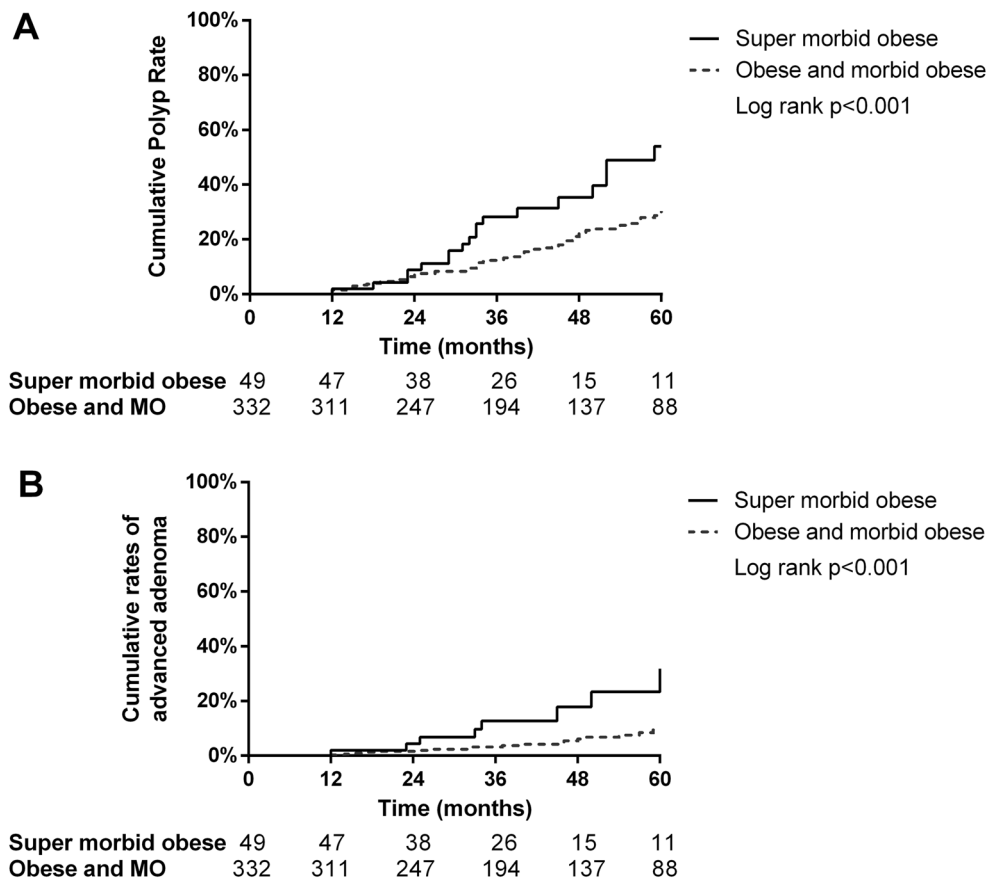 A
100%
80%
60%
40%
20%
0%
Cumulative Polyp Rate
0 12 24 36 48 60
Time (months)
Super morbid obese
Obese and morbid obese
Log rank p<0.001
Super morbid obese 49 47 38 26 15 11
Obese and MO 332 311 247 194 137 88
B
100%
80%
60%
40%
20%
0%
Cumulative rates of
advanced adenoma
0 12 24 36 48 60
Time (months)
Super morbid obese
Obese and morbid obese
Log rank p<0.001
Super morbid obese 49 47 38 26 15 11
Obese and MO 332 311 247 194 137 88